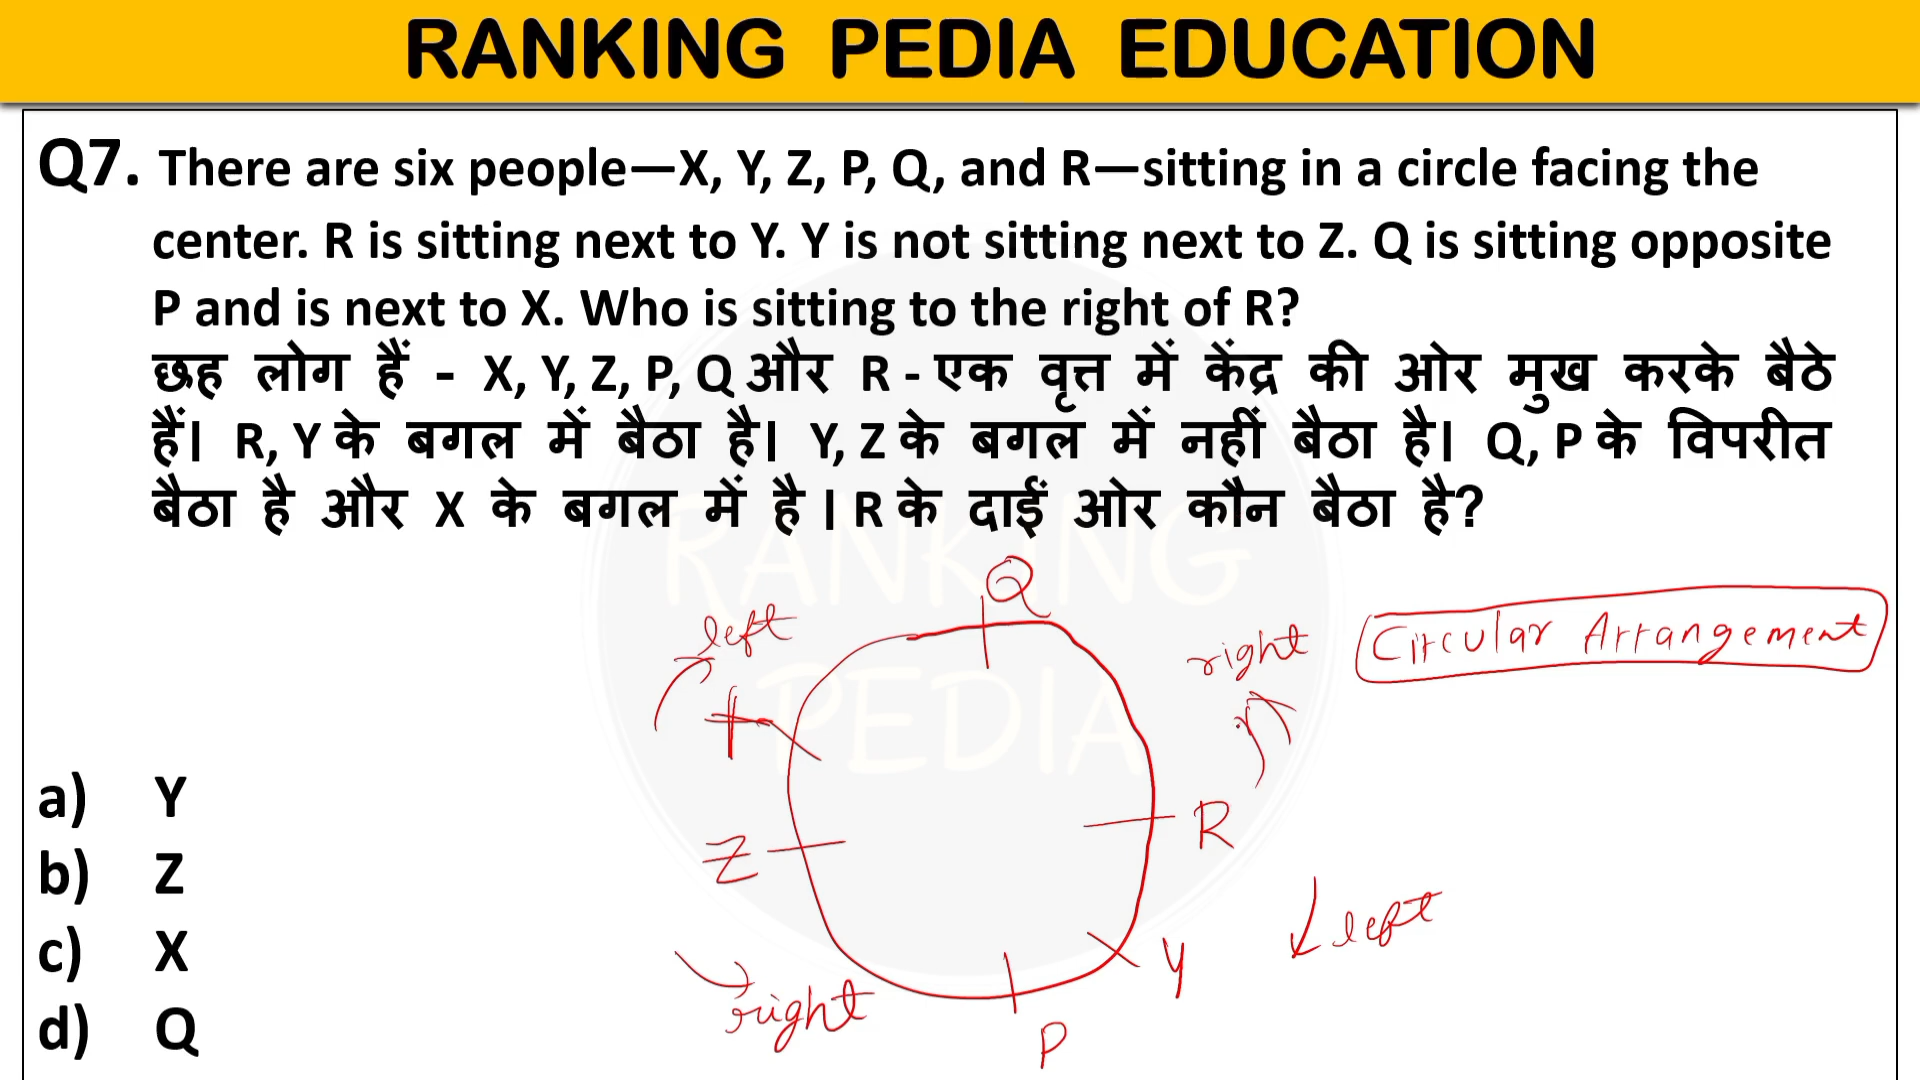 RANKING PEDIA EDUCATION
Q7. There are six people—X, Y, Z, P, Q, and R—sitting in a circle facing the
center. R is sitting next to Y. Y is not sitting next to Z. Q is sitting opposite
P and is next to X. Who is sitting to the right of R?
छह लोग हैं - X, Y, Z, P, Q और R - एक वृत्त में केंद्र की ओर मुख करके बैठे
हैं। R, Y के बगल में बैठा है। Y, Z के बगल में नहीं बैठा है। Q, P के विपरीत
बैठा है और X के बगल में है । R के दाईं ओर कौन बैठा है?
RANKING
PEDIA
Q
left
right
Circular Arrangement
R
Z
left
Y
right
P
a) Y
b) Z
c) X
d) Q